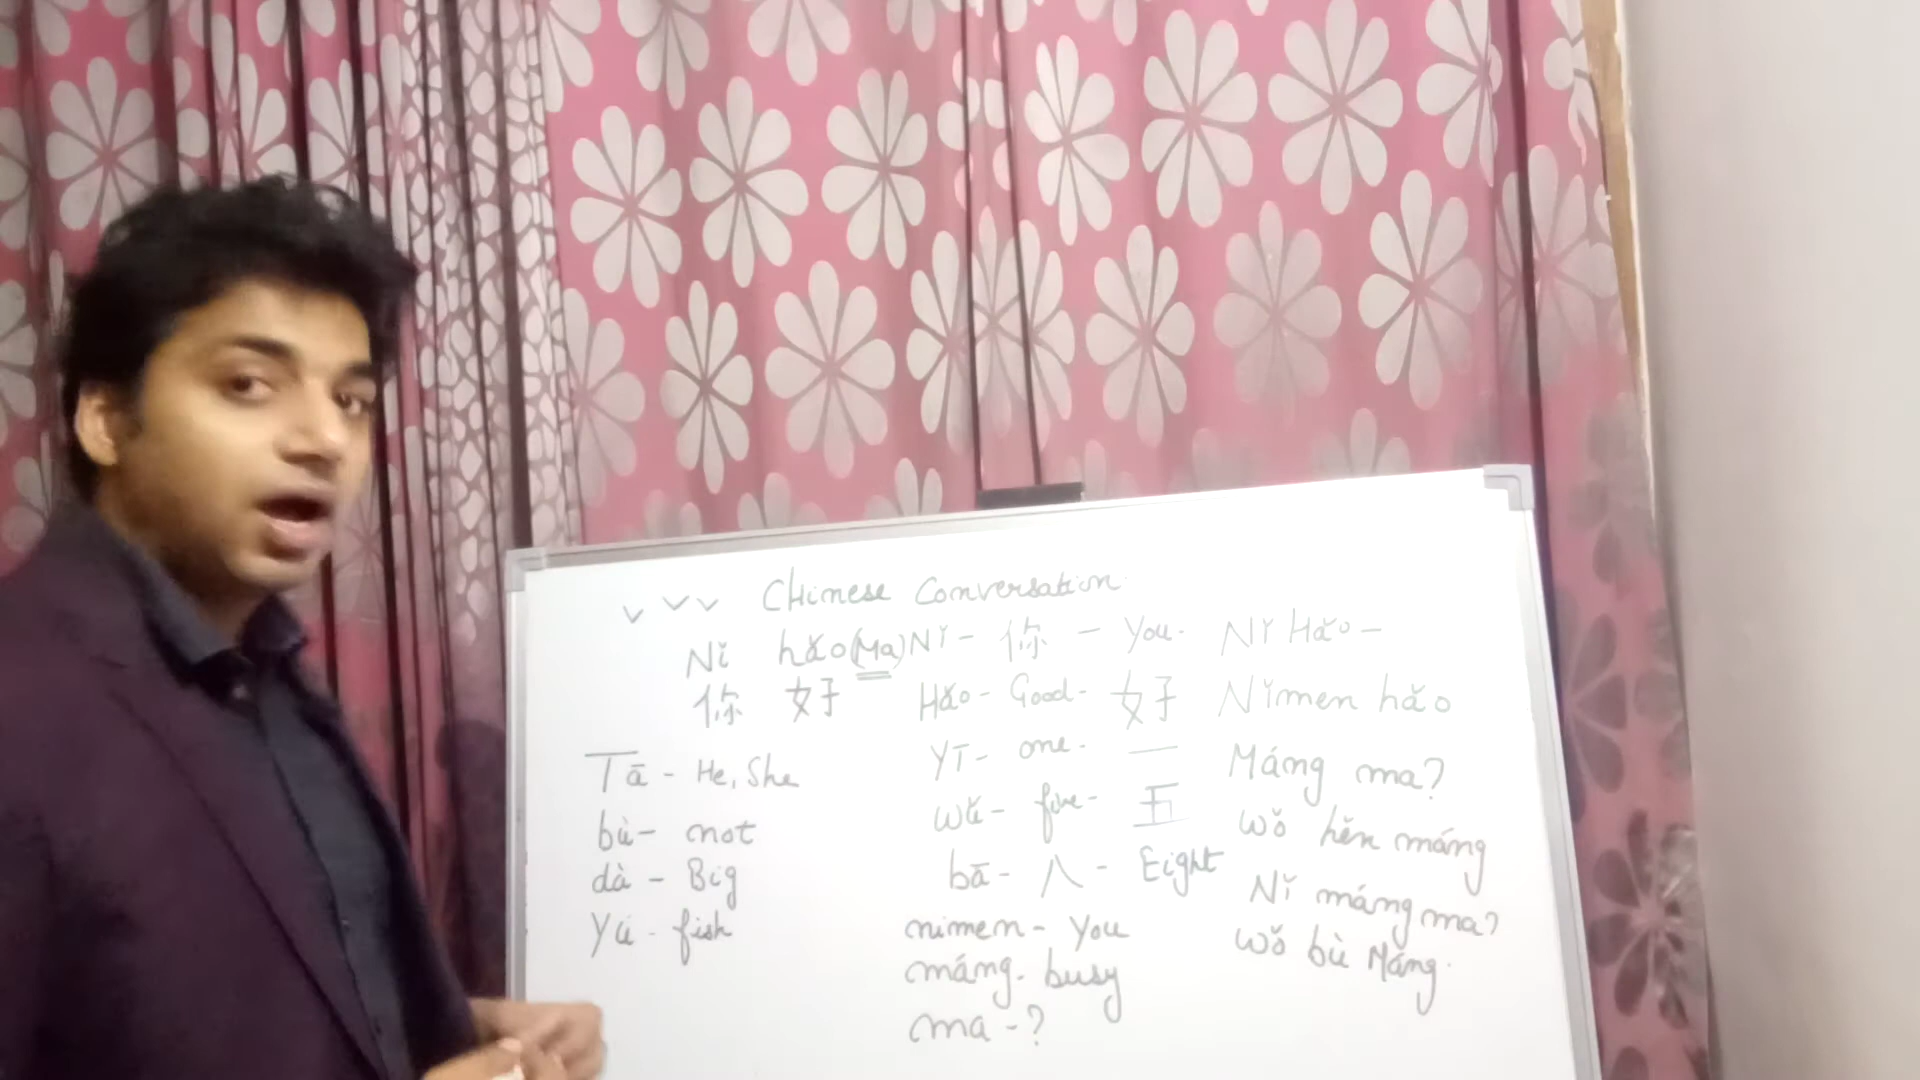 CHinese Conversation
Nǐ hǎo (Ma)
你 好
Tā - He, She
bù - not
dà - Big
Yú - fish
Nǐ - 你 - You.
Hǎo - Good - 好
Yī - one - 一
wǔ - five - 五
bā - 八 - Eight
nimen - You
máng - busy
ma - ?
Nǐ Hǎo -
Nǐmen hǎo
Máng ma?
wǒ hěn máng
Nǐ máng ma?
wǒ bù Máng.